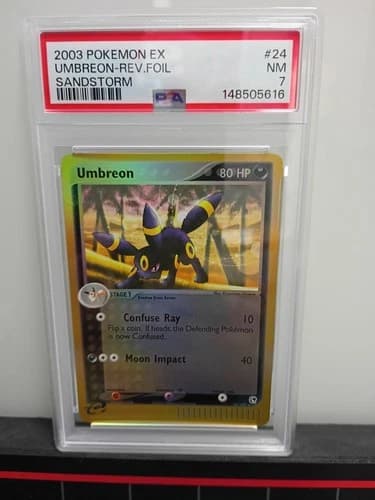 2003 POKEMON EX #24
UMBREON-REV.FOIL NM
SANDSTORM 7
PSA 148505616
Umbreon 80 HP
STAGE 1
Confuse Ray 10
Flip a coin. If heads, the Defending Pokémon
is now Confused.
Moon Impact 40